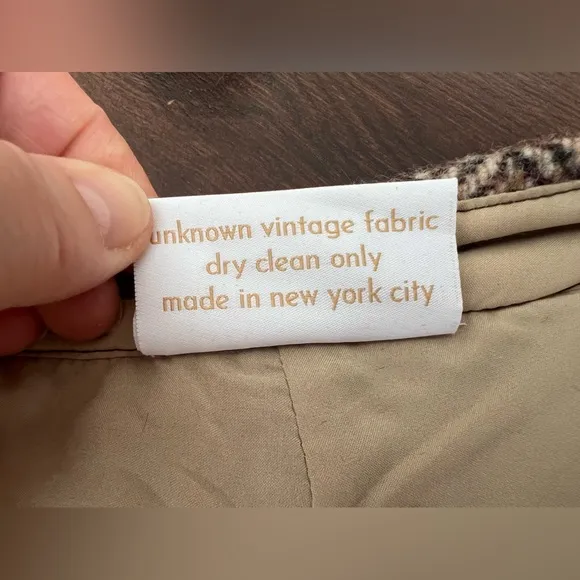 unknown vintage fabric
dry clean only
made in new york city